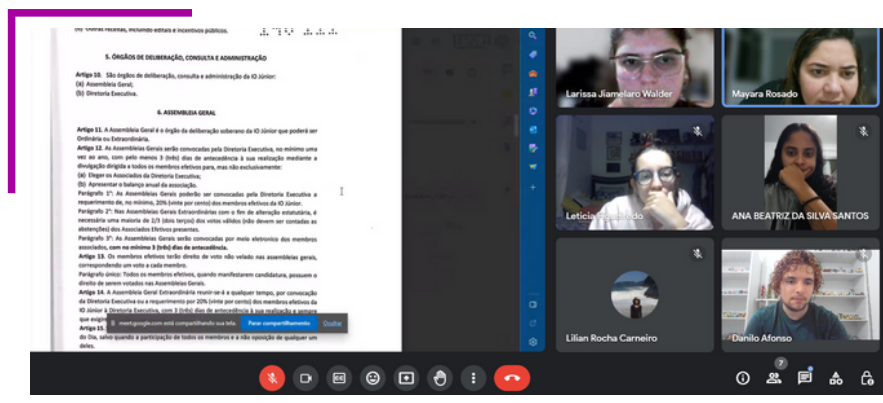 (k) Outras receitas, incluindo editais e incentivos públicos.
5. ÓRGÃOS DE DELIBERAÇÃO, CONSULTA E ADMINISTRAÇÃO
Artigo 10. São órgãos de deliberação, consulta e administração da IO Júnior:
(a) Assembleia Geral;
(b) Diretoria Executiva.
6. ASSEMBLEIA GERAL
Artigo 11. A Assembleia Geral é o órgão da deliberação soberano da IO Júnior que poderá ser
Ordinária ou Extraordinária.
Artigo 12. As Assembleias Gerais serão convocadas pela Diretoria Executiva, no mínimo uma
vez ao ano, com pelo menos 3 (três) dias de antecedência à sua realização mediante a
divulgação dirigida a todos os membros efetivos para, mas não exclusivamente:
(a) Eleger os Associados da Diretoria Executiva;
(b) Apresentar o balanço anual da associação.
Parágrafo 1º: As Assembleias Gerais poderão ser convocadas pela Diretoria Executiva a
requerimento de, no mínimo, 20% (vinte por cento) dos membros efetivos da IO Júnior.
Parágrafo 2º: Nas Assembleias Gerais Extraordinárias com o fim de alteração estatutária, é
necessária uma maioria de 2/3 (dois terços) dos votos válidos (não devem ser contadas as
abstenções) dos Associados Efetivos presentes.
Parágrafo 3º: As Assembleias Gerais serão convocadas por meio eletronico dos membros
associados, com no mínimo 3 (três) dias de antecedência.
Artigo 13. Os membros efetivos terão direito de voto não velado nas assembleias gerais,
correspondendo um voto a cada membro.
Parágrafo único: Todos os membros efetivos, quando manifestarem candidatura, possuem o
direito de serem votados nas Assembleias Gerais.
Artigo 14. A Assembleia Geral Extraordinária reunir-se-á a qualquer tempo, por convocação
da Diretoria Executiva ou a requerimento por 20% (vinte por cento) dos membros efetivos da
IO Júnior à Diretoria Executiva, com 3 (três) dias de antecedência à sua realização e sempre
que
meet.google.com está compartilhando sua tela. Parar compartilhamento Ocultar
Artigo 15.
do Dia, salvo quando a participação de todos os membros e a não oposição de qualquer um
deles.
Larissa Jiamelaro Walder
Mayara Rosado
Leticia
ANA BEATRIZ DA SILVA SANTOS
Lilian Rocha Carneiro
Danilo Afonso
7